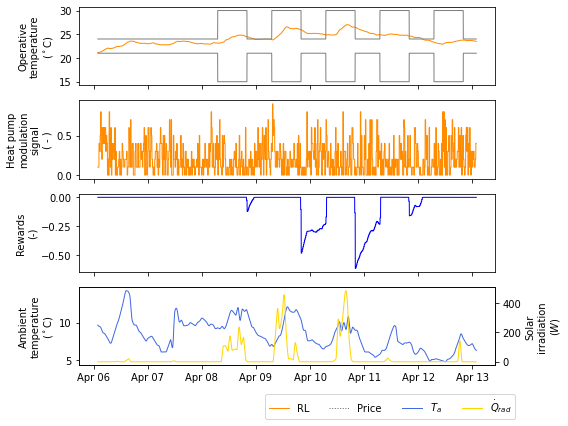 Operative
temperature
(°C)
30
25
20
15
Heat pump
modulation
signal
( - )
0.5
0.0
Rewards
(-)
0.00
−0.25
−0.50
Ambient
temperature
(°C)
10
5
400
200
0
Solar
irradiation
(W)
Apr 06 Apr 07 Apr 08 Apr 09 Apr 10 Apr 11 Apr 12 Apr 13
RL Price T_a Q̇_rad